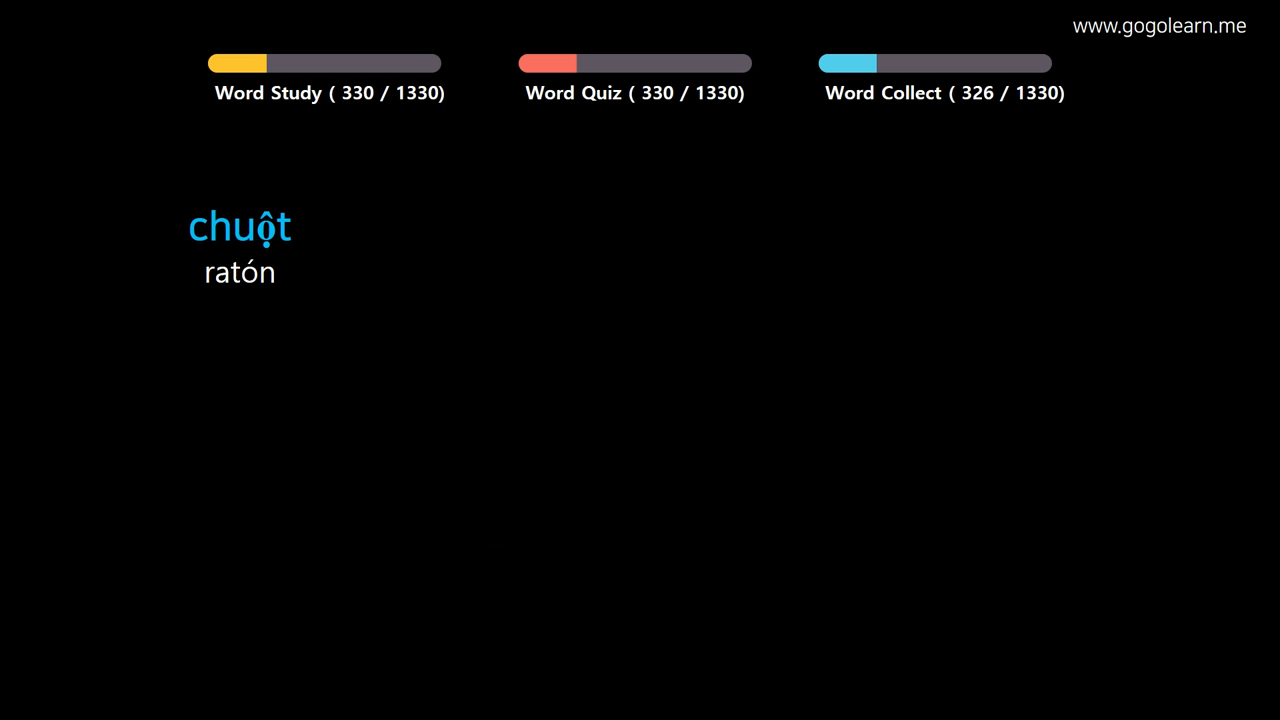 www.gogolearn.me
Word Study ( 330 / 1330)
Word Quiz ( 330 / 1330)
Word Collect ( 326 / 1330)
chuột
ratón